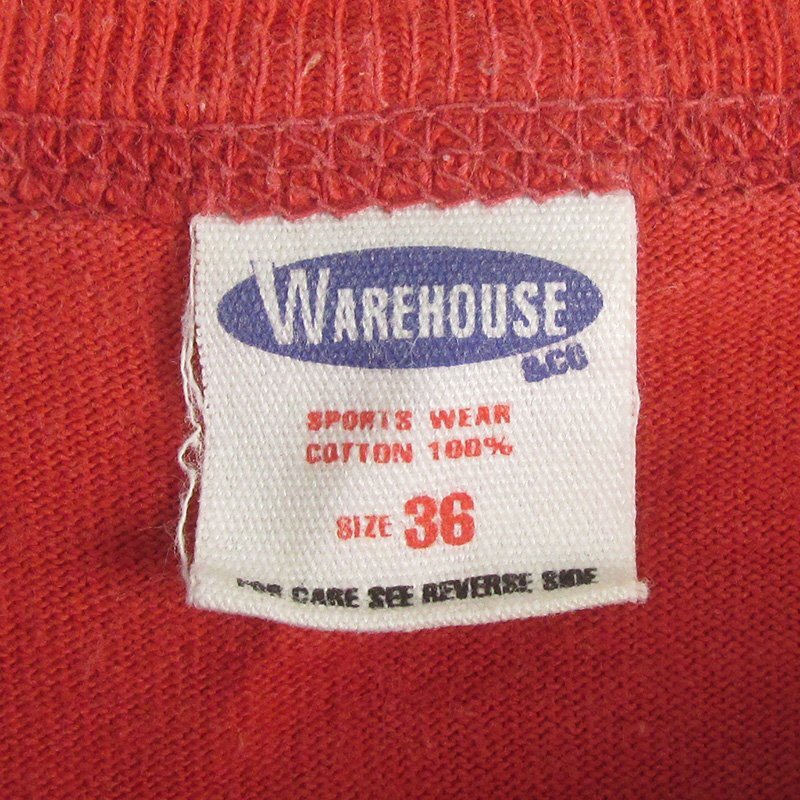 WAREHOUSE
&CO
SPORTS WEAR
COTTON 100%
SIZE 36
FOR CARE SEE REVERSE SIDE